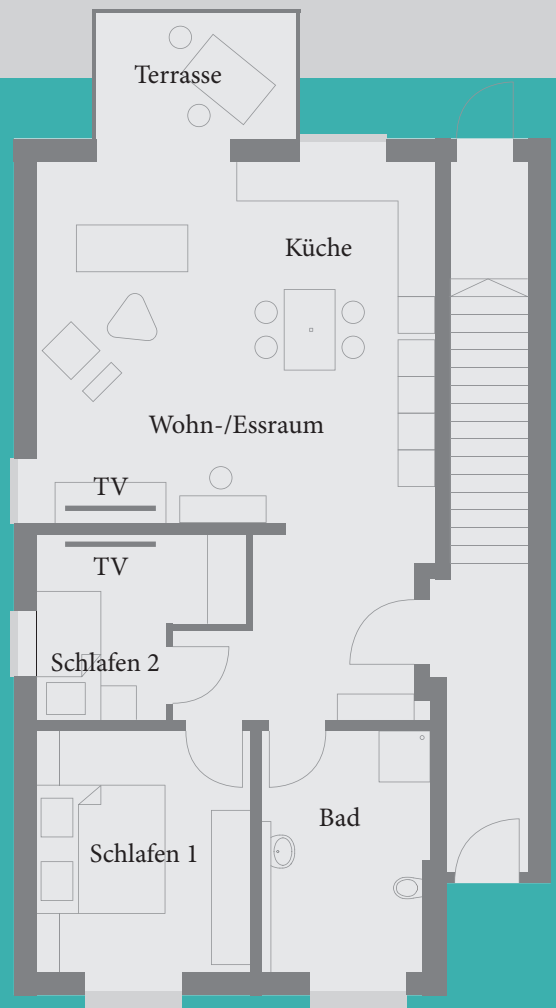 Terrasse
Küche
Wohn-/Essraum
TV
TV
Schlafen 2
Bad
Schlafen 1